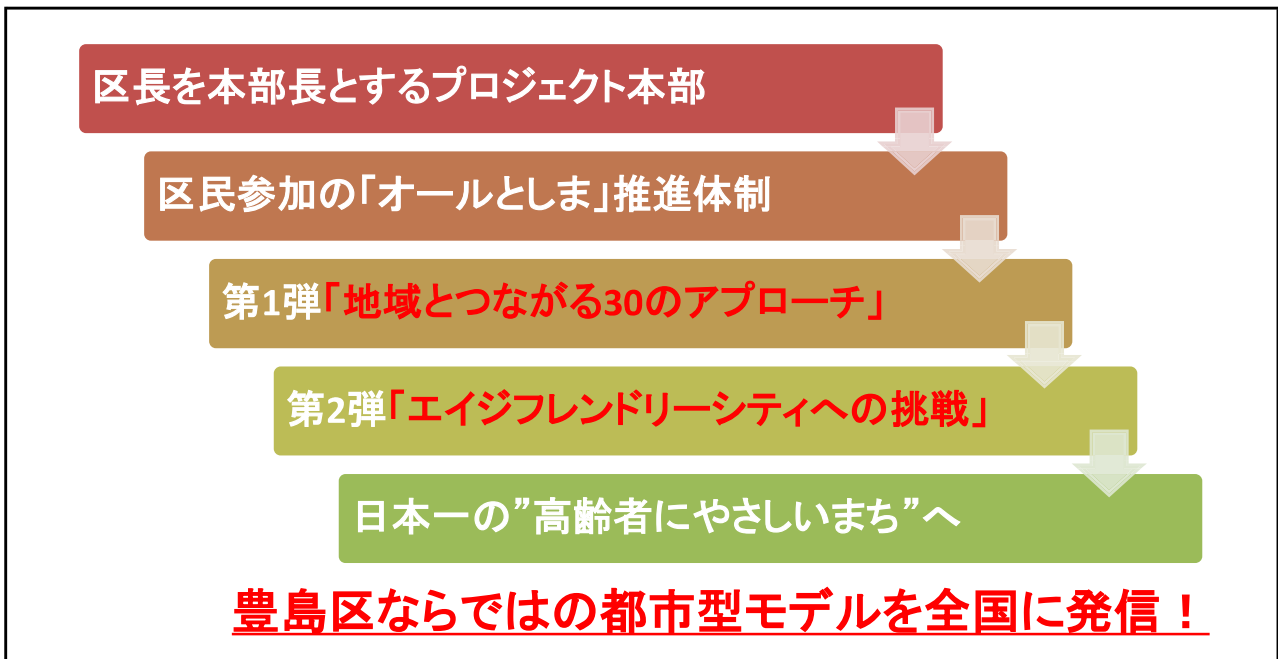 区長を本部長とするプロジェクト本部
区民参加の「オールとしま」推進体制
第1弾「地域とつながる30のアプローチ」
第2弾「エイジフレンドリーシティへの挑戦」
日本一の”高齢者にやさしいまち”へ
豊島区ならではの都市型モデルを全国に発信！